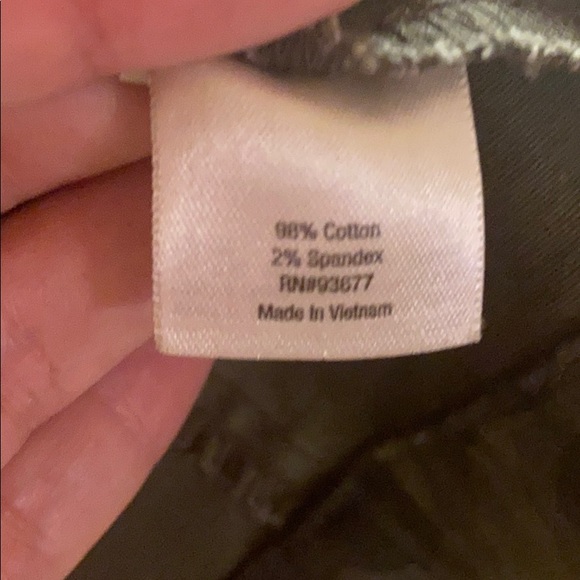 98% Cotton
2% Spandex
RN#93677
Made In Vietnam